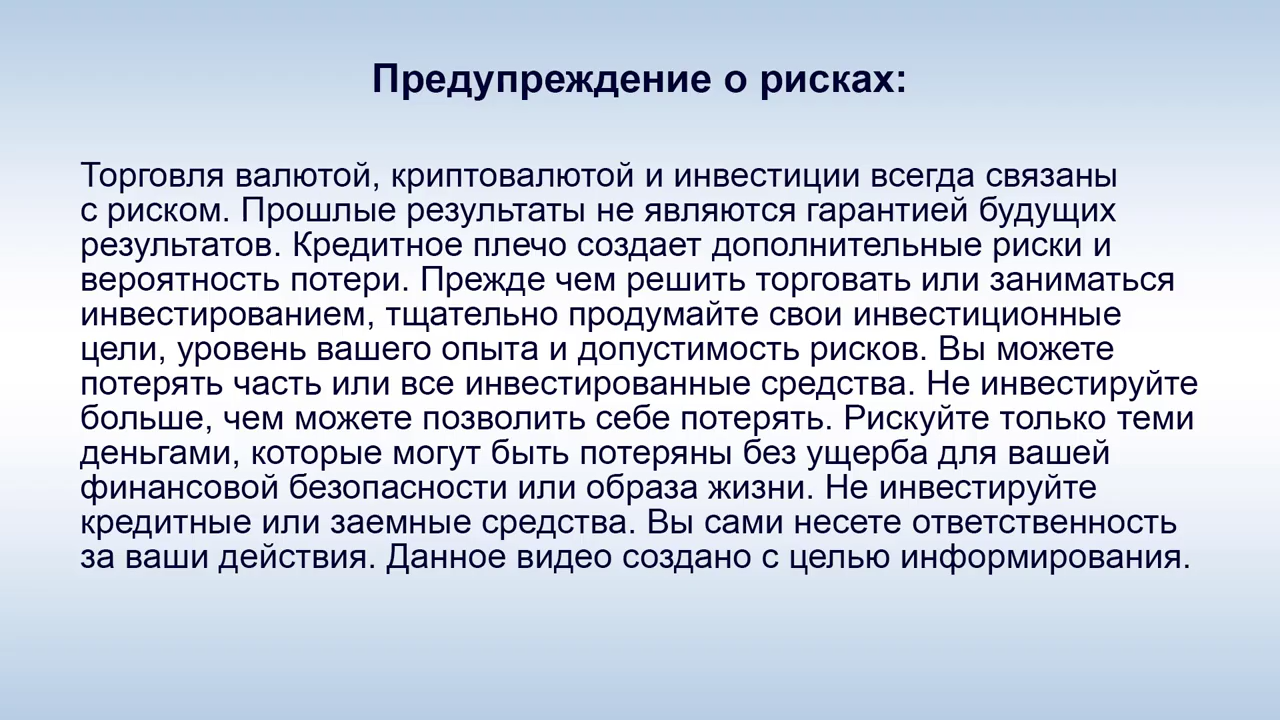 Предупреждение о рисках:
Торговля валютой, криптовалютой и инвестиции всегда связаны
с риском. Прошлые результаты не являются гарантией будущих
результатов. Кредитное плечо создает дополнительные риски и
вероятность потери. Прежде чем решить торговать или заниматься
инвестированием, тщательно продумайте свои инвестиционные
цели, уровень вашего опыта и допустимость рисков. Вы можете
потерять часть или все инвестированные средства. Не инвестируйте
больше, чем можете позволить себе потерять. Рискуйте только теми
деньгами, которые могут быть потеряны без ущерба для вашей
финансовой безопасности или образа жизни. Не инвестируйте
кредитные или заемные средства. Вы сами несете ответственность
за ваши действия. Данное видео создано с целью информирования.